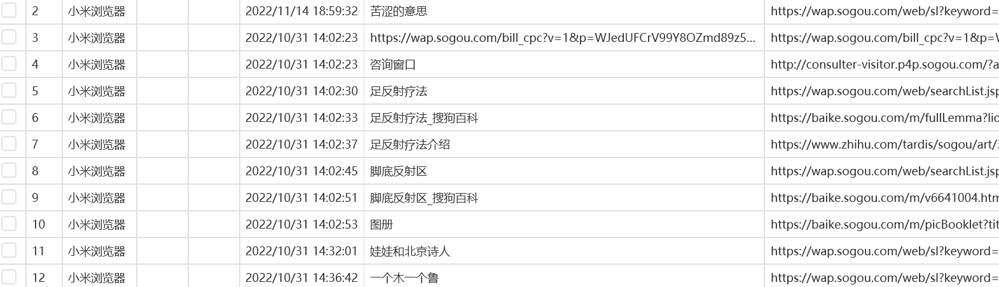 2 小米浏览器 2022/11/14 18:59:32 苦涩的意思 https://wap.sogou.com/web/sl?keyword=
3 小米浏览器 2022/10/31 14:02:23 https://wap.sogou.com/bill_cpc?v=1&p=WJedUFCrV99Y8OZmd89z5... https://wap.sogou.com/bill_cpc?v=1&p=W
4 小米浏览器 2022/10/31 14:02:23 咨询窗口 http://consulter-visitor.p4p.sogou.com/?a
5 小米浏览器 2022/10/31 14:02:30 足反射疗法 https://wap.sogou.com/web/searchList.jsp
6 小米浏览器 2022/10/31 14:02:33 足反射疗法_搜狗百科 https://baike.sogou.com/m/fullLemma?lid
7 小米浏览器 2022/10/31 14:02:37 足反射疗法介绍 https://www.zhihu.com/tardis/sogou/art/
8 小米浏览器 2022/10/31 14:02:45 脚底反射区 https://wap.sogou.com/web/searchList.jsp
9 小米浏览器 2022/10/31 14:02:51 脚底反射区_搜狗百科 https://baike.sogou.com/m/v6641004.htm
10 小米浏览器 2022/10/31 14:02:53 图册 https://baike.sogou.com/m/picBooklet?tit
11 小米浏览器 2022/10/31 14:32:01 娃娃和北京诗人 https://wap.sogou.com/web/sl?keyword=
12 小米浏览器 2022/10/31 14:36:42 一个木一个鲁 https://wap.sogou.com/web/sl?keyword=